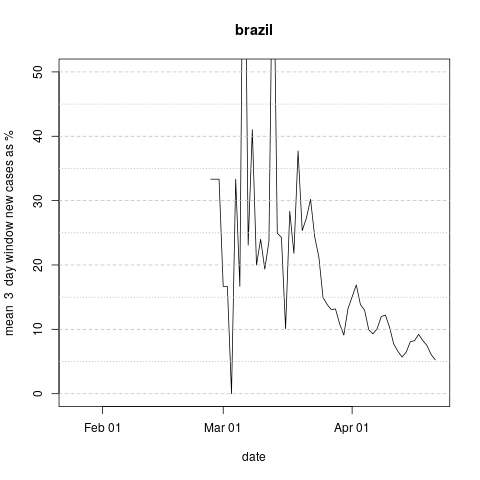 brazil
mean 3 day window new cases as %
50
40
30
20
10
0
Feb 01
Mar 01
Apr 01
date